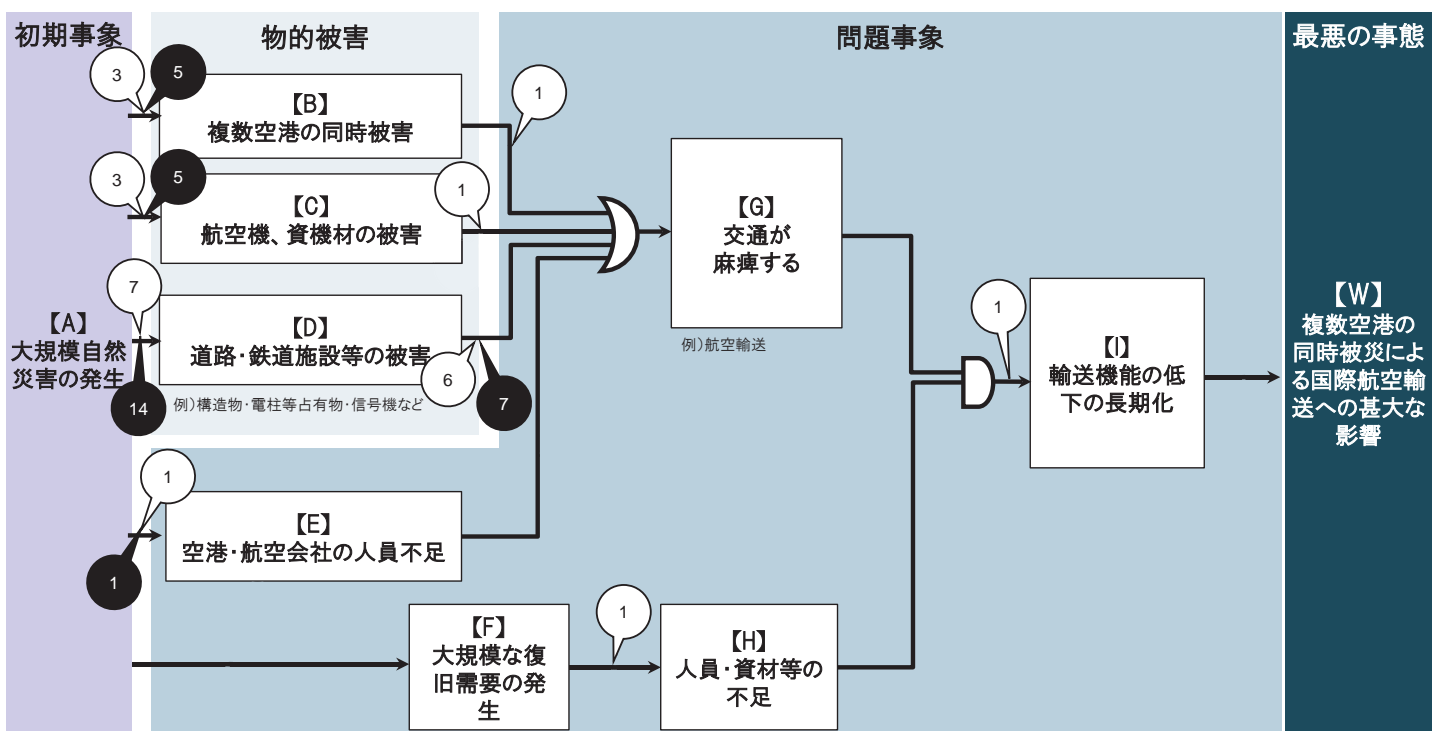 初期事象
物的被害
問題事象
最悪の事態
3
5
【B】
複数空港の同時被害
1
3
5
【C】
航空機、資機材の被害
1
【G】
交通が
麻痺する
例）航空輸送
【A】
大規模自然
災害の発生
7
14
【D】
道路・鉄道施設等の被害
6
7
例）構造物・電柱等占有物・信号機など
1
【I】
輸送機能の低
下の長期化
【W】
複数空港の
同時被災によ
る国際航空輸
送への甚大な
影響
1
1
【E】
空港・航空会社の人員不足
【F】
大規模な復
旧需要の発
生
1
【H】
人員・資材等の
不足